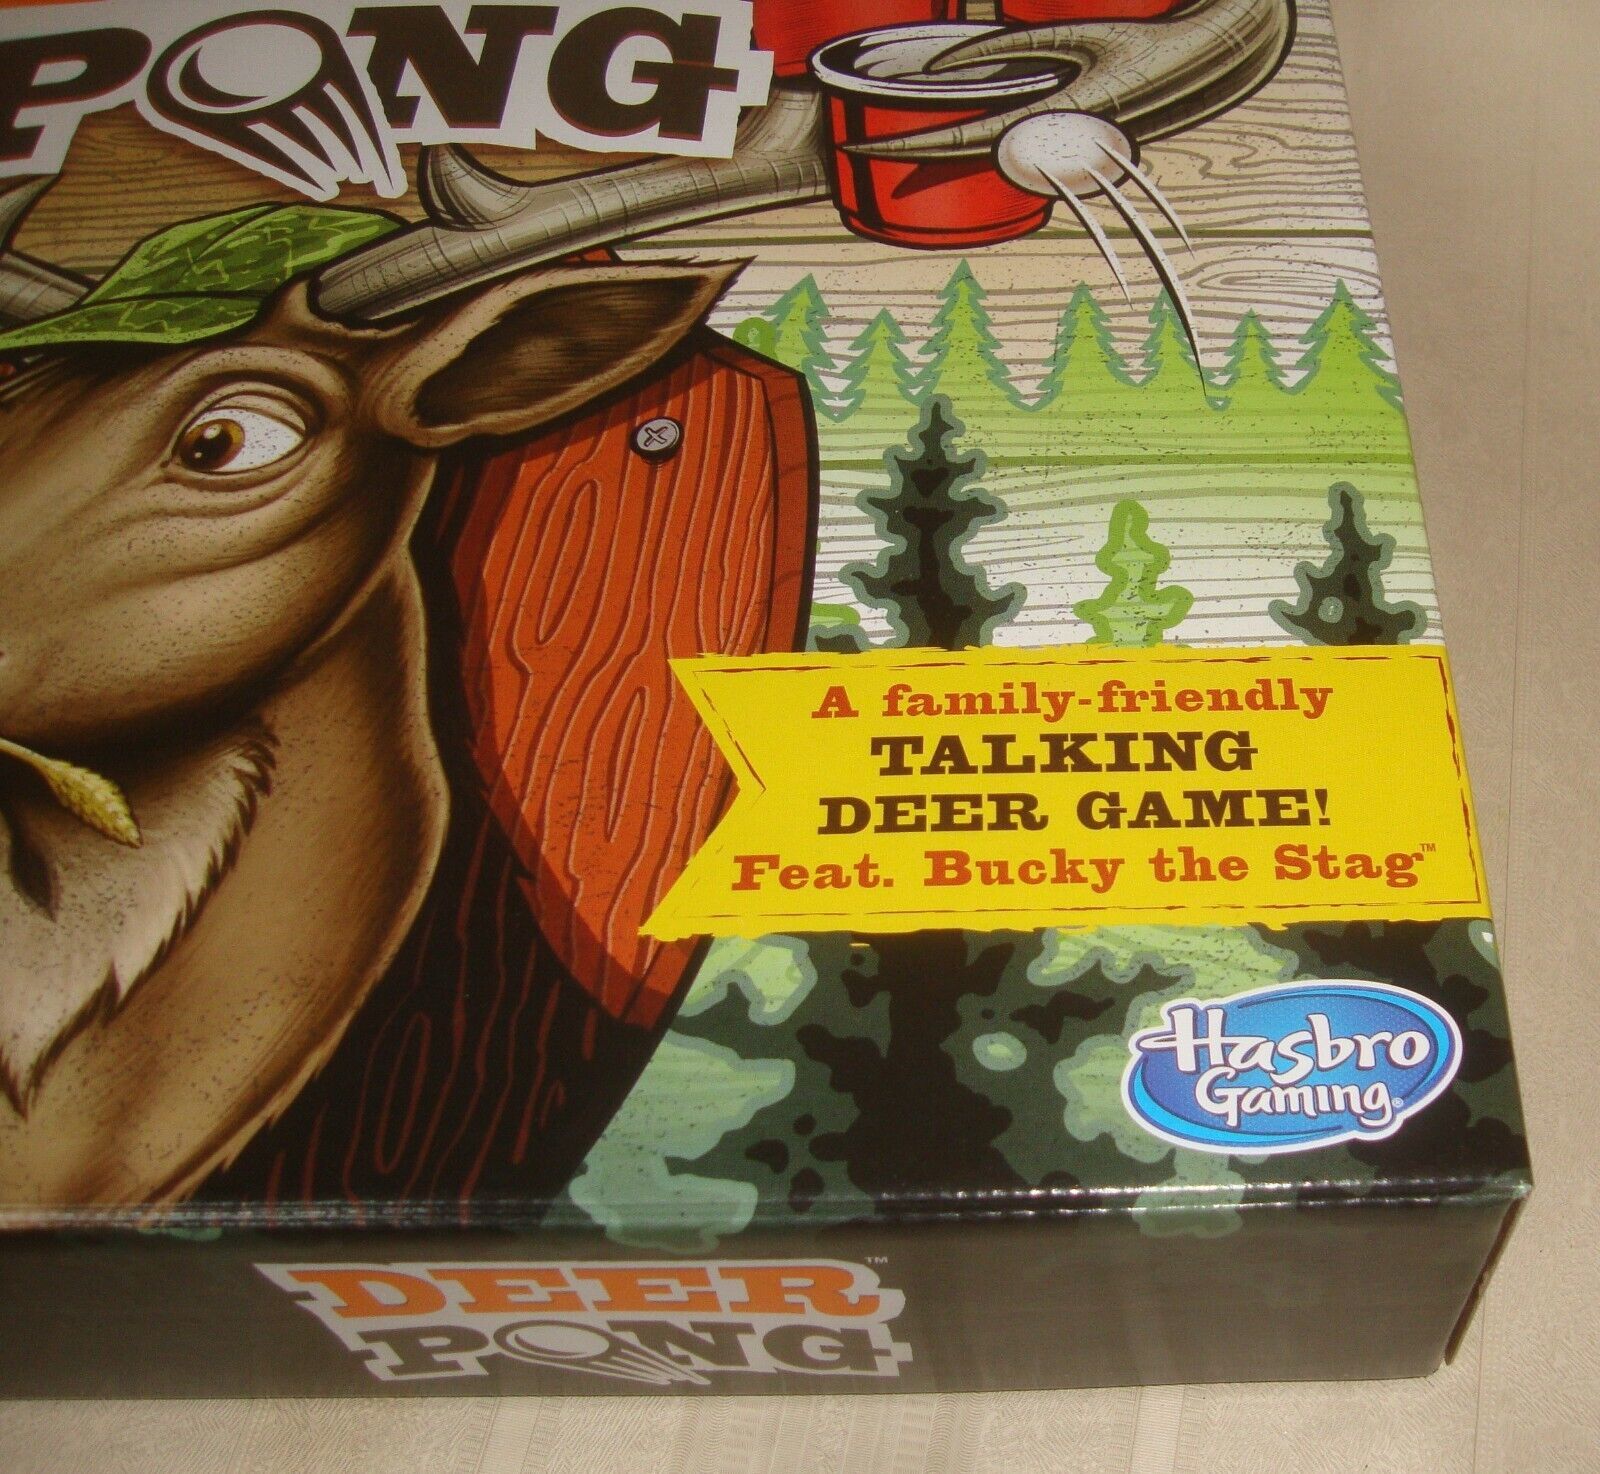 PONG
A family-friendly
TALKING
DEER GAME!
Feat. Bucky the Stag™
Hasbro
Gaming®
DEER™
PONG